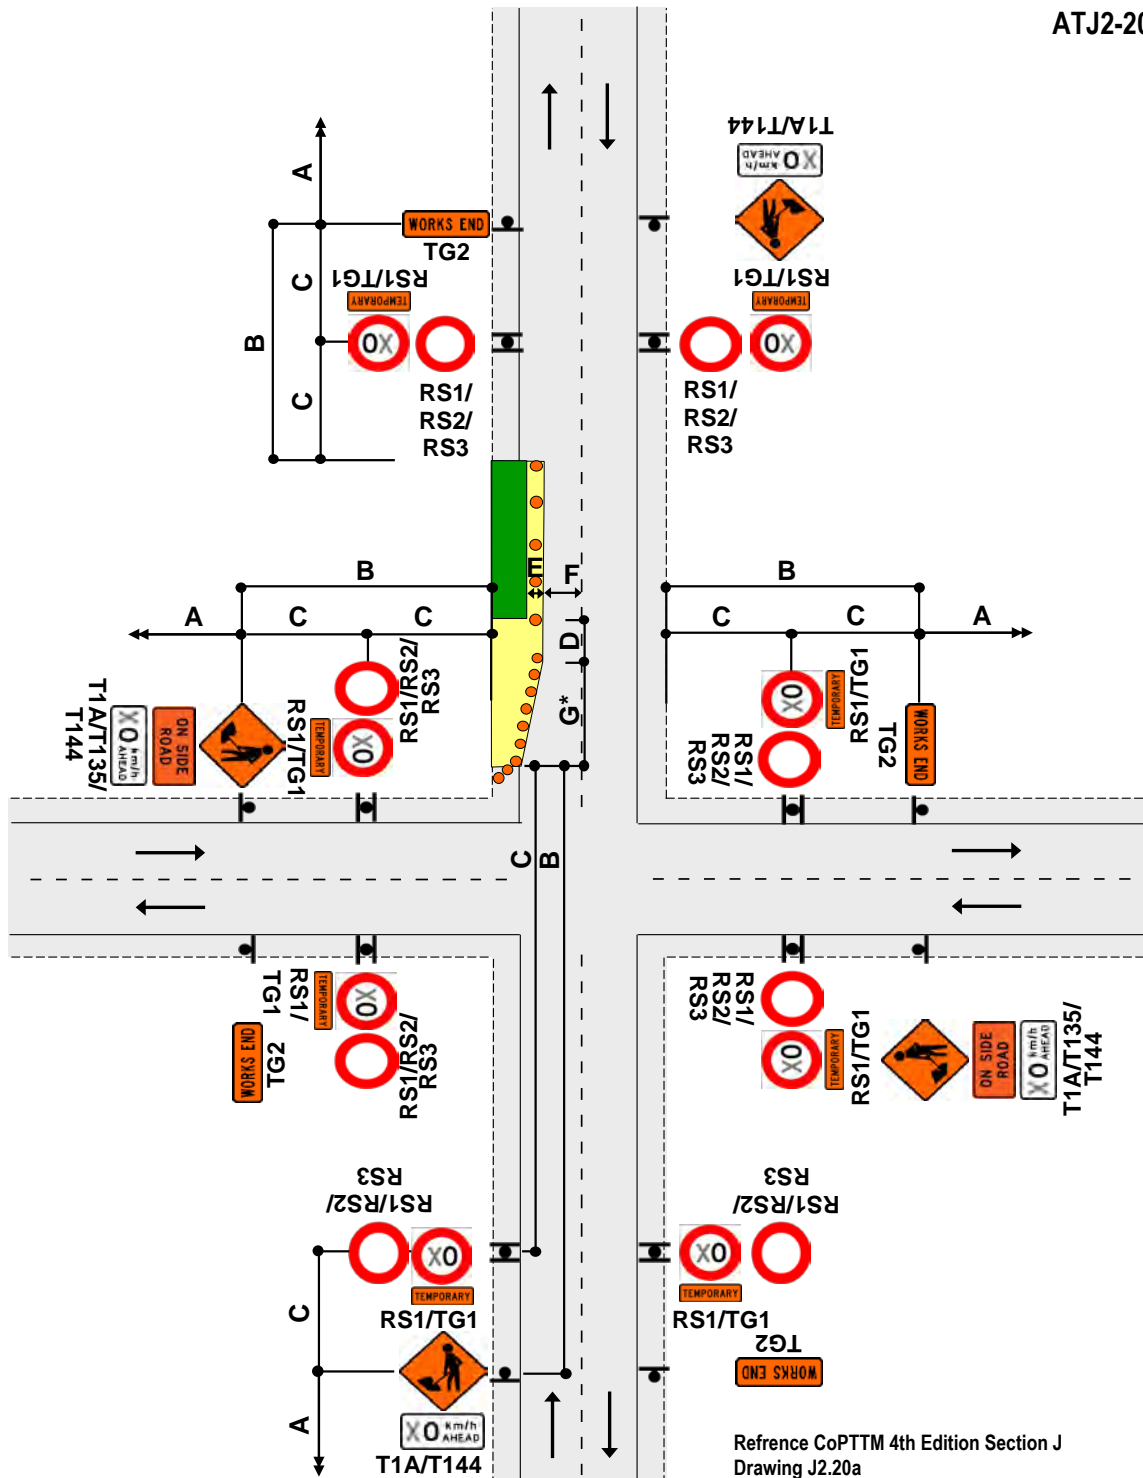 ATJ2-20
T1A/T144
X0 km/h
AHEAD
A
WORKS END
TG2
C
B
RS1/TG1
TEMPORARY
X0
RS1/
RS2/
RS3
C
RS1/TG1
TEMPORARY
X0
RS1/
RS2/
RS3
E
F
D
G*
B
A
C
C
T1A/T135/
T144
X0 km/h
AHEAD
ON SIDE
ROAD
RS1/TG1
TEMPORARY
X0
RS1/RS2/
RS3
B
C
C
A
RS1/TG1
TEMPORARY
X0
RS1/
RS2/
RS3
WORKS END
TG2
C
B
RS1/
TG1
TEMPORARY
X0
RS1/RS2/
RS3
WORKS END
TG2
RS1/
RS2/
RS3
X0
TEMPORARY
RS1/TG1
ON SIDE
ROAD
X0 km/h
AHEAD
T1A/T135/
T144
RS1/RS2/
RS3
X0
TEMPORARY
RS1/TG1
C
A
X0 km/h
AHEAD
T1A/T144
RS1/RS2/
RS3
X0
TEMPORARY
RS1/TG1
TG2
WORKS END
Refrence CoPTTM 4th Edition Section J
Drawing J2.20a